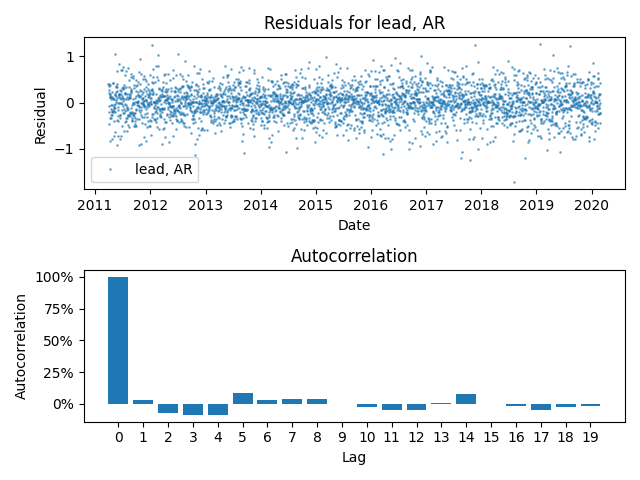 Residuals for lead, AR
1
0
−1
Residual
lead, AR
2011 2012 2013 2014 2015 2016 2017 2018 2019 2020
Date
Autocorrelation
100%
75%
50%
25%
0%
Autocorrelation
0 1 2 3 4 5 6 7 8 9 10 11 12 13 14 15 16 17 18 19
Lag